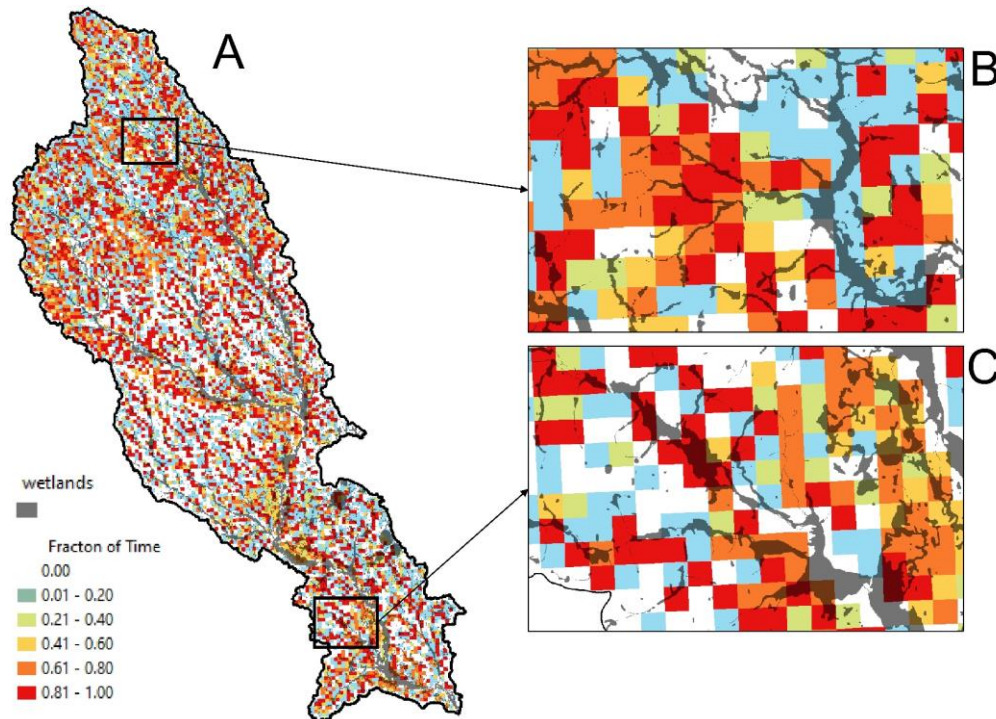 A
B
C
wetlands
Fracton of Time
0.00
0.01 - 0.20
0.21 - 0.40
0.41 - 0.60
0.61 - 0.80
0.81 - 1.00